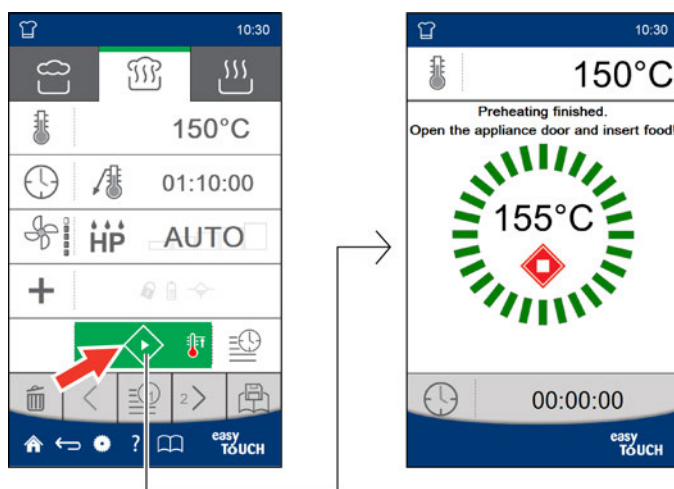 10:30
150°C
01:10:00
HP AUTO
1
2
?
easy
TOUCH
10:30
150°C
Preheating finished.
Open the appliance door and insert food!
155°C
00:00:00
easy
TOUCH